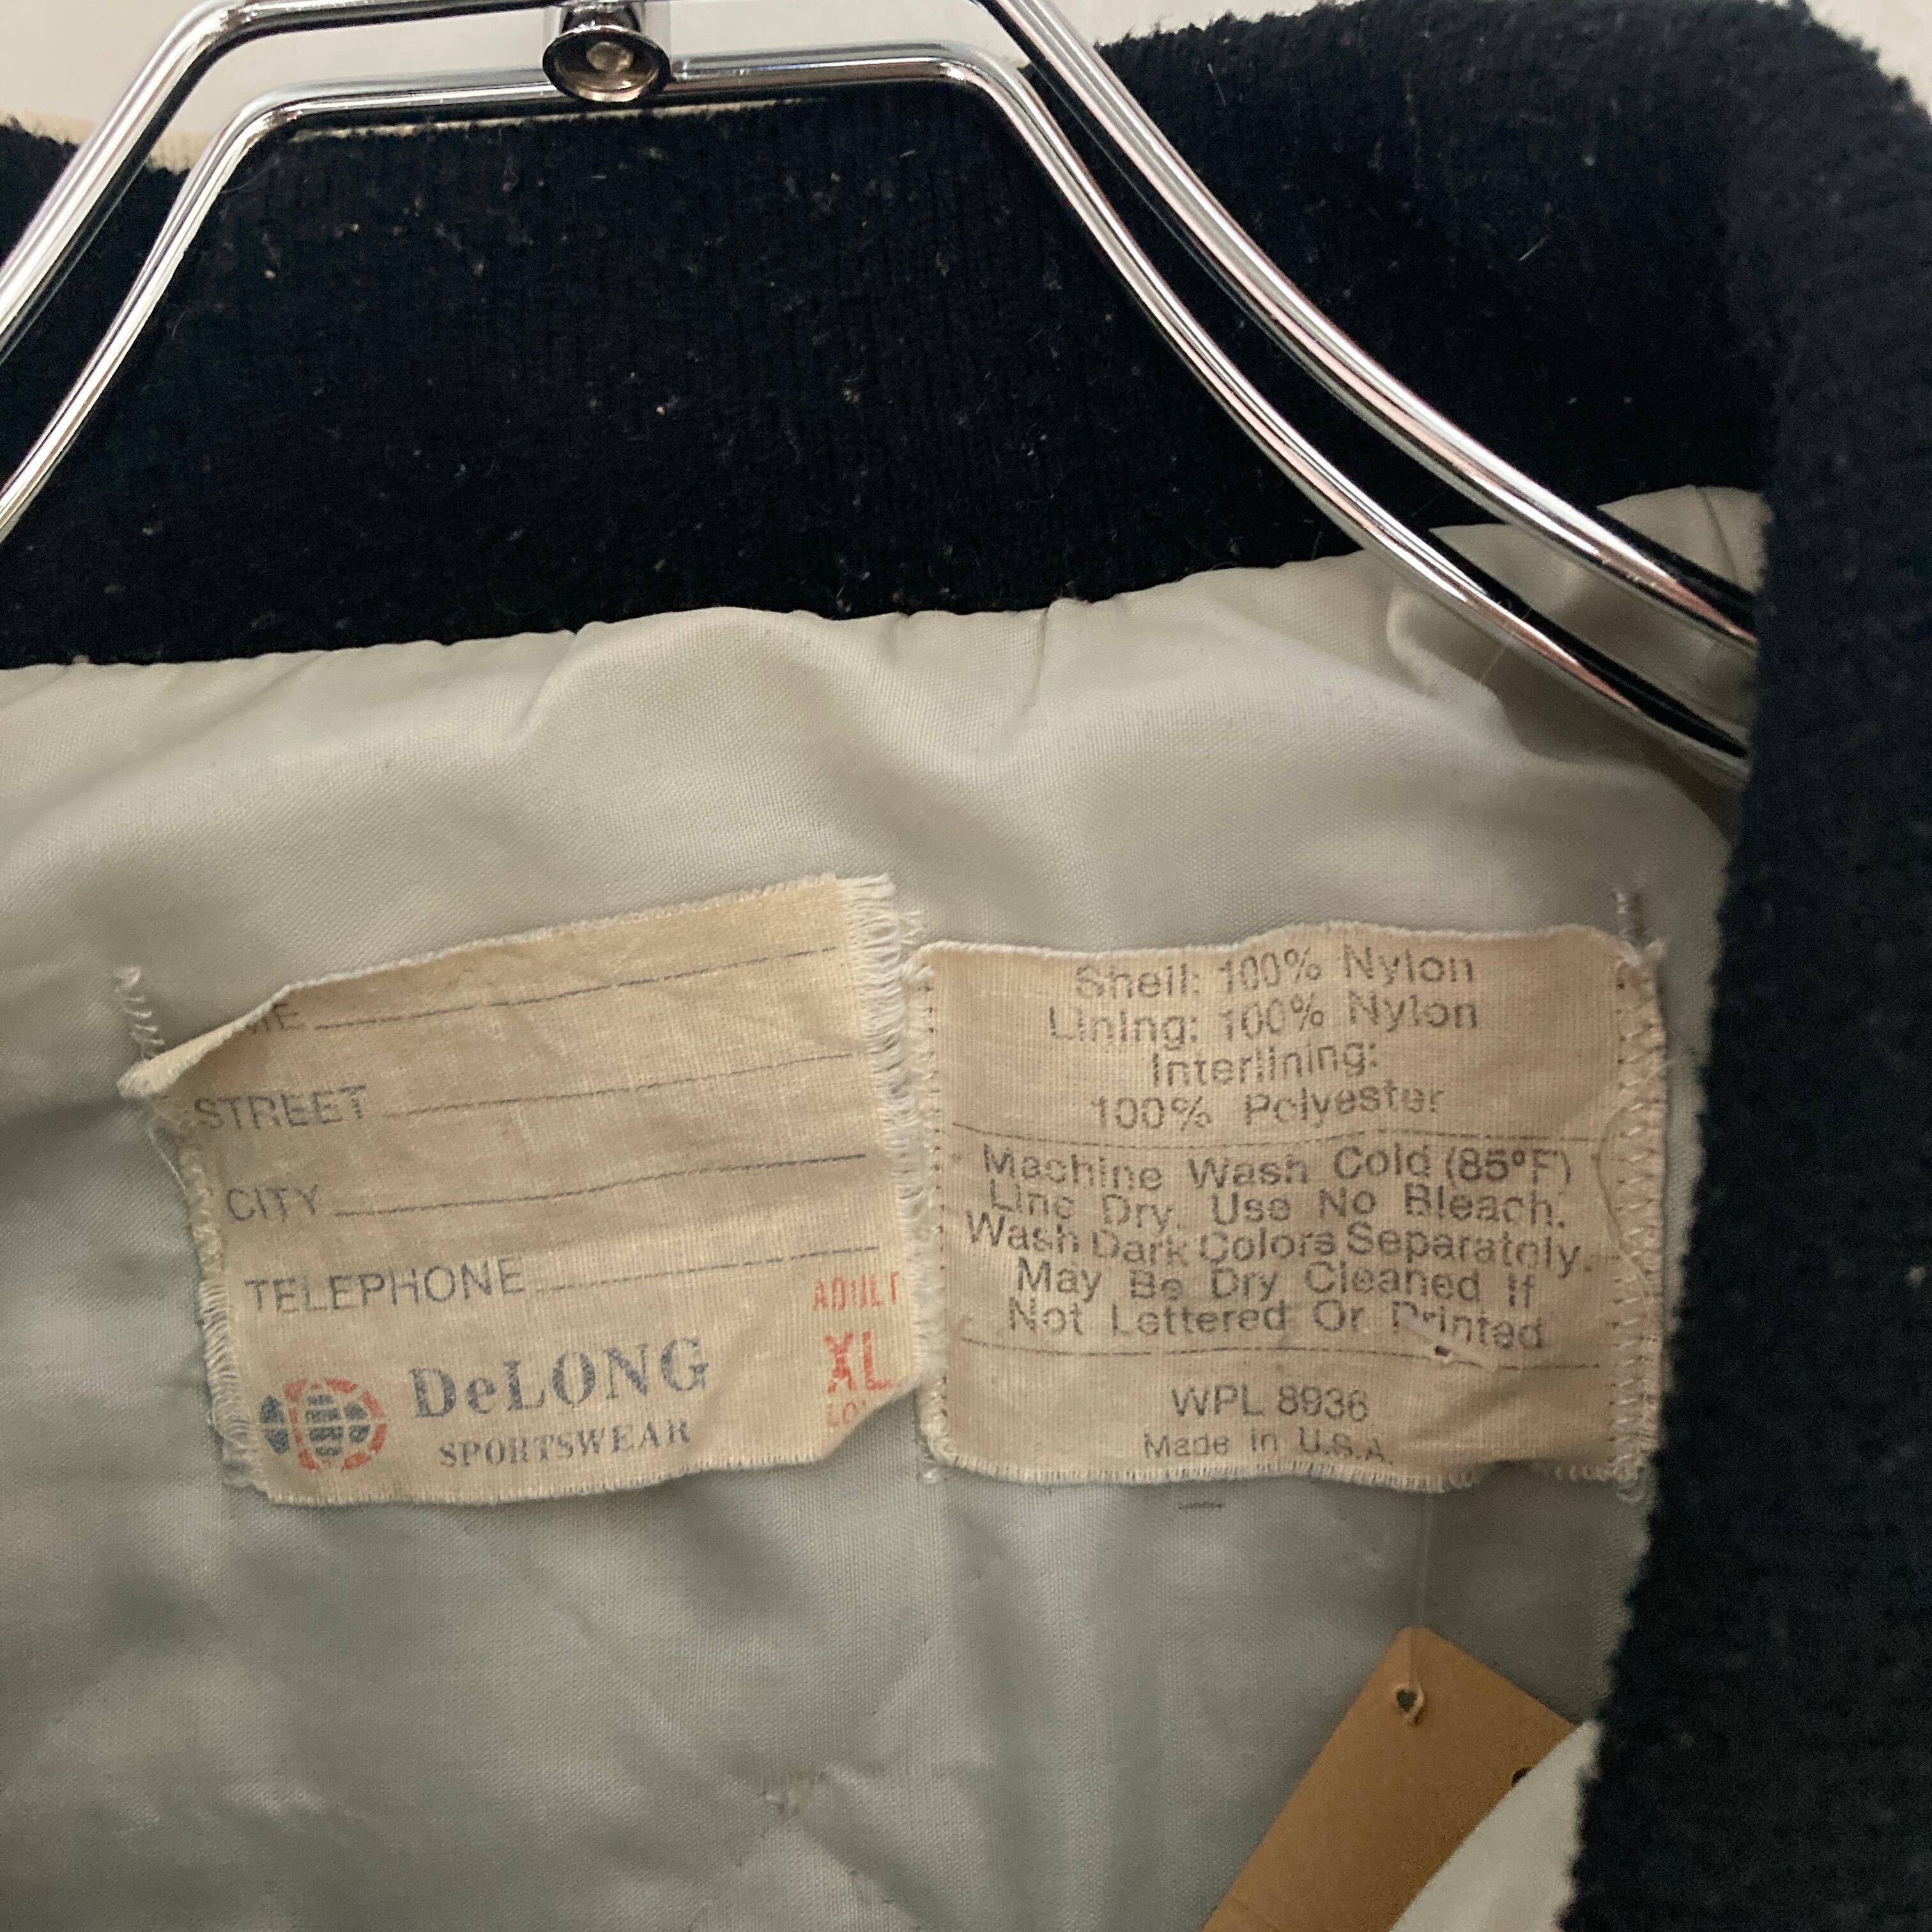 STREET
CITY
TELEPHONE
ADULT
XL
DeLONG
SPORTSWEAR
Shell: 100% Nylon
Lining: 100% Nylon
Interlining:
100% Polyester
Machine Wash Cold (85°F)
Line Dry. Use No Bleach.
Wash Dark Colors Separately.
May Be Dry Cleaned If
Not Lettered Or Printed
WPL 8936
Made in U.S.A.